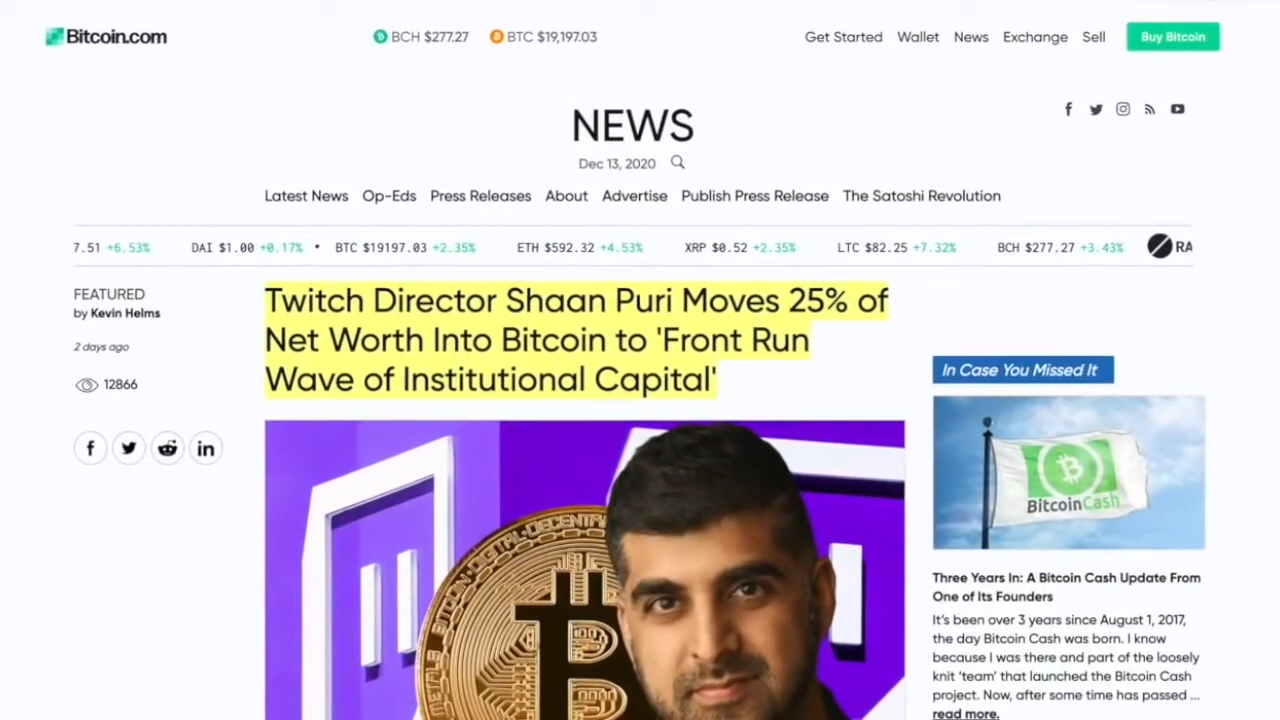 Bitcoin.com
BCH $277.27
BTC $19,197.03
Get Started Wallet News Exchange Sell
Buy Bitcoin
NEWS
Dec 13, 2020
Latest News Op-Eds Press Releases About Advertise Publish Press Release The Satoshi Revolution
7.51 +6.53% DAI $1.00 +0.17% • BTC $19197.03 +2.35% ETH $592.32 +4.53% XRP $0.52 +2.35% LTC $82.25 +7.32% BCH $277.27 +3.43% RA
FEATURED
by Kevin Helms
2 days ago
12866
Twitch Director Shaan Puri Moves 25% of
Net Worth Into Bitcoin to 'Front Run
Wave of Institutional Capital'
DIGITAL • DECENTR
BITCOIN
In Case You Missed It
BitcoinCash
Three Years In: A Bitcoin Cash Update From
One of Its Founders
It's been over 3 years since August 1, 2017,
the day Bitcoin Cash was born. I know
because I was there and part of the loosely
knit 'team' that launched the Bitcoin Cash
project. Now, after some time has passed ...
read more.